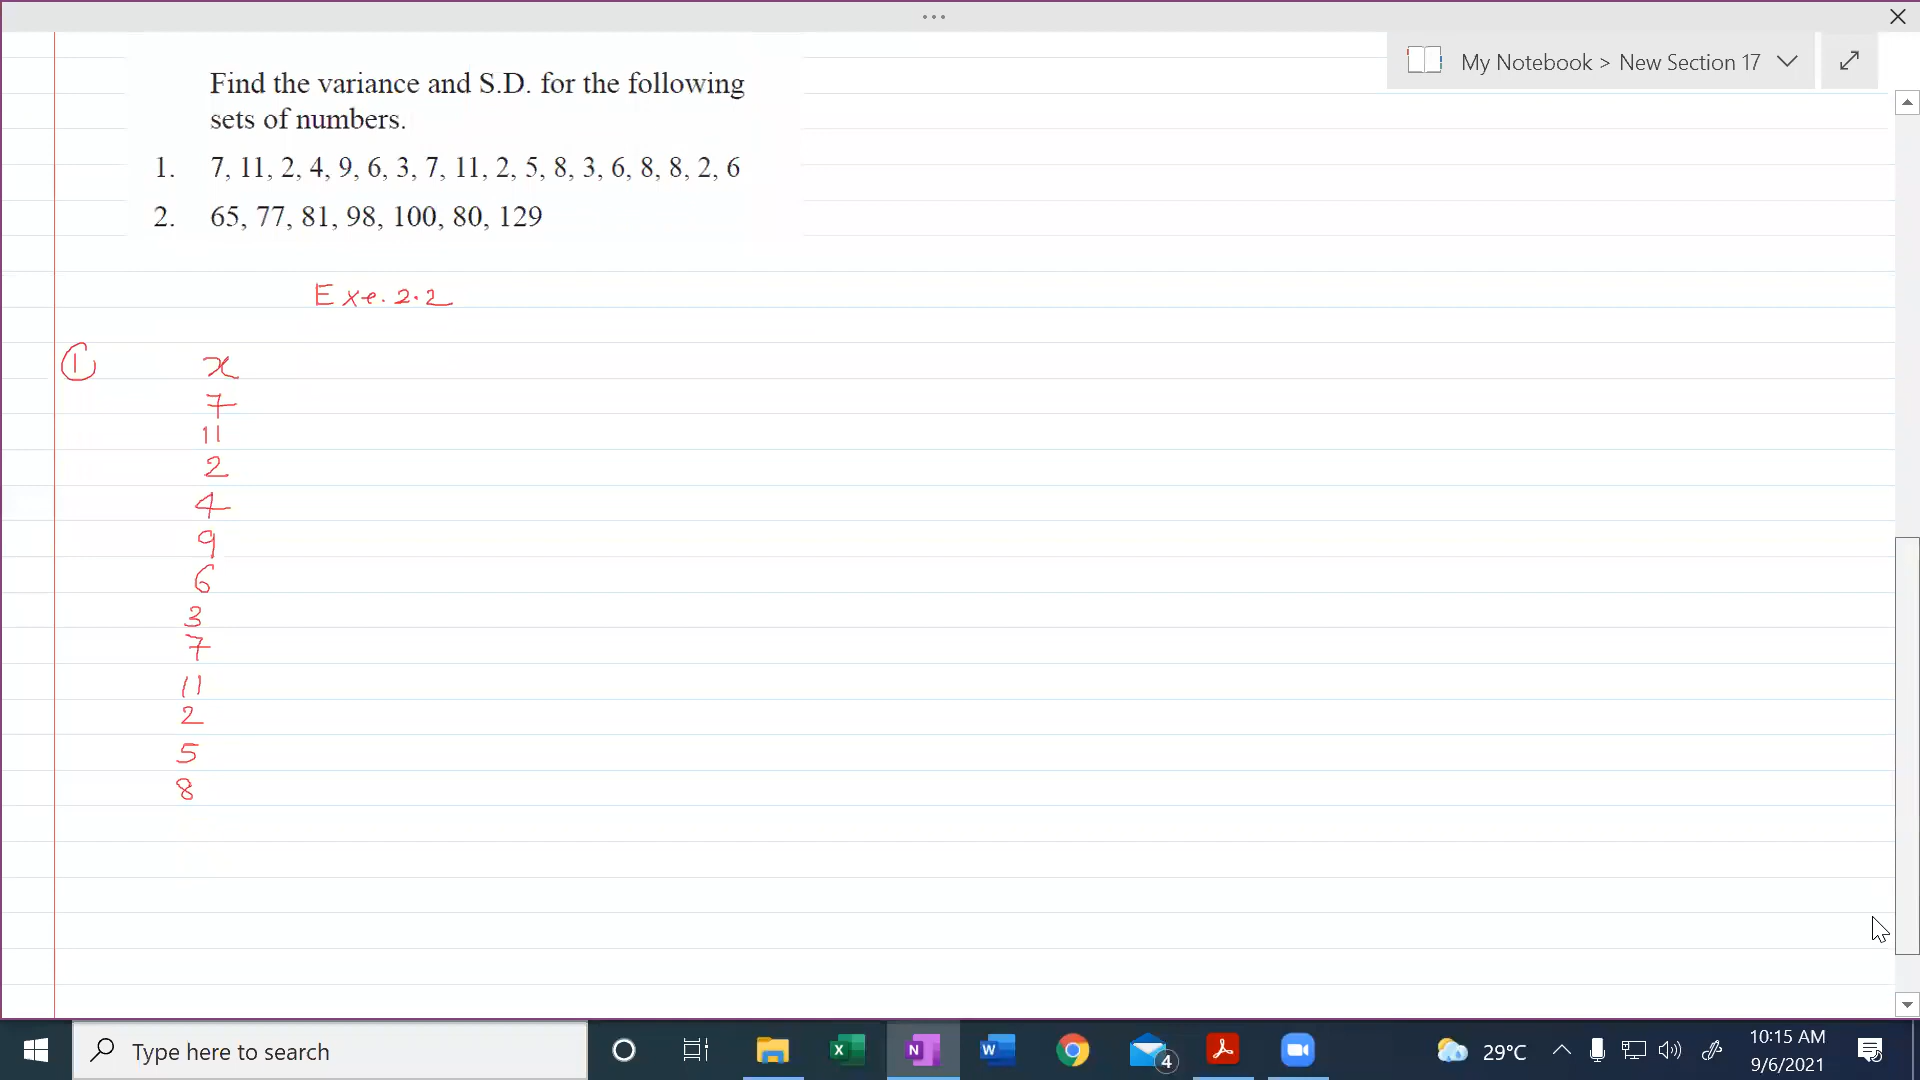 My Notebook > New Section 17
Find the variance and S.D. for the following
sets of numbers.
1. 7, 11, 2, 4, 9, 6, 3, 7, 11, 2, 5, 8, 3, 6, 8, 8, 2, 6
2. 65, 77, 81, 98, 100, 80, 129
Exe. 2.2
① x
7
11
2
4
9
6
3
7
11
2
5
8
Type here to search
4
29°C
10:15 AM
9/6/2021